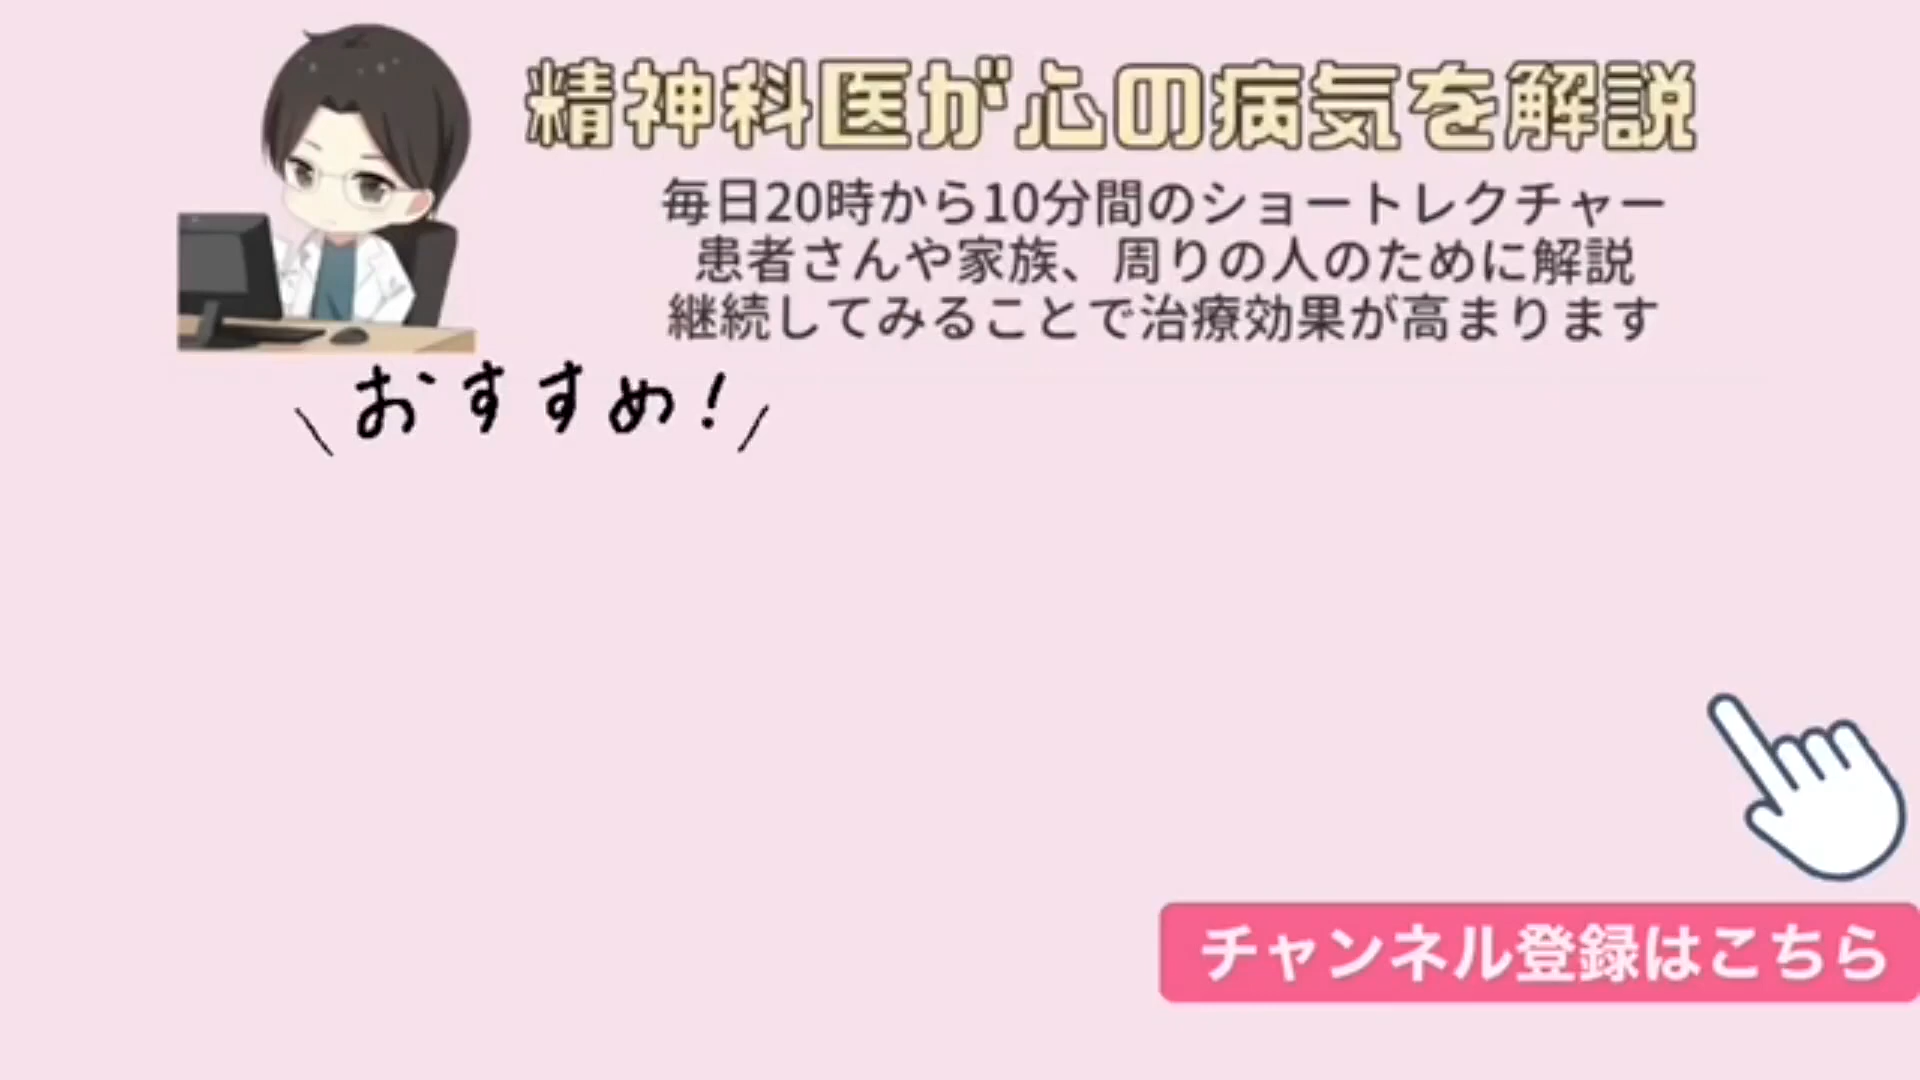 精神科医が心の病気を解説
毎日20時から10分間のショートレクチャー
患者さんや家族、周りの人のために解説
継続してみることで治療効果が高まります
おすすめ!
チャンネル登録はこちら